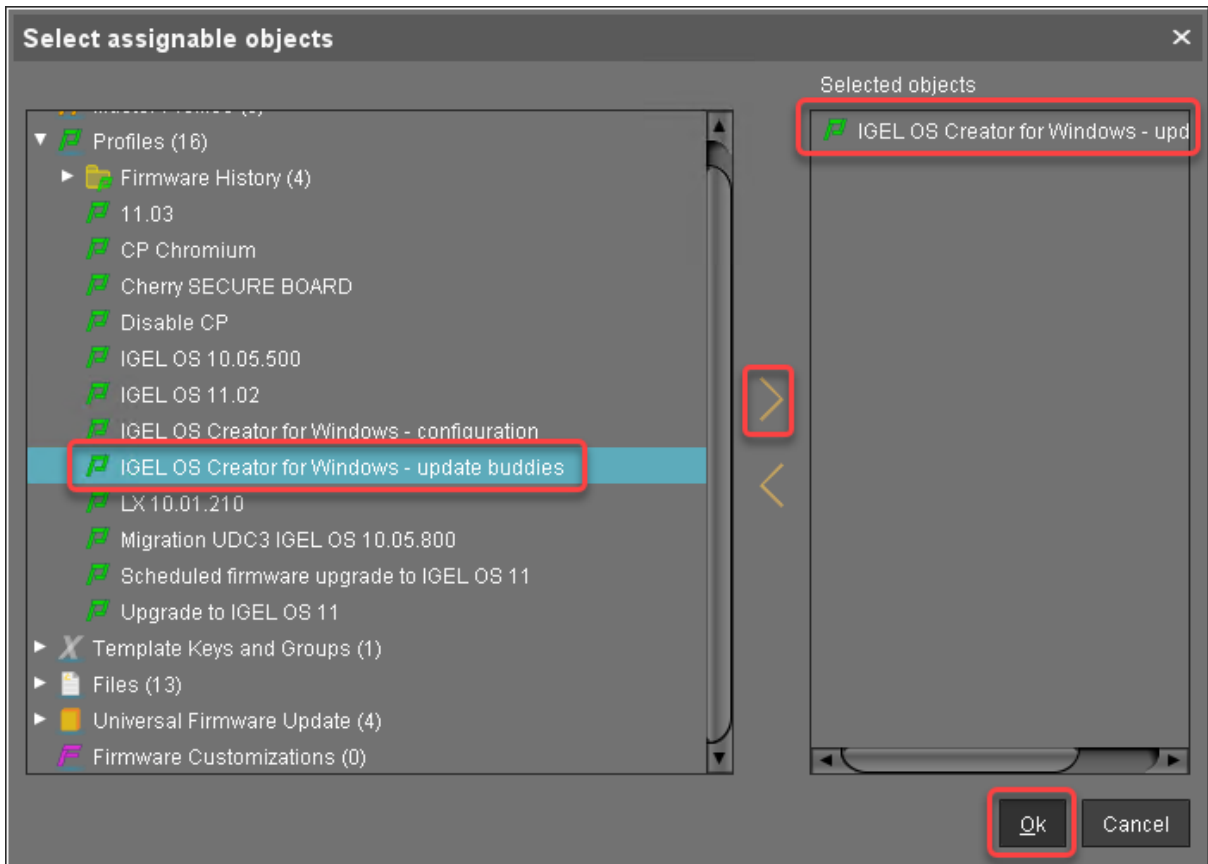 Select assignable objects
Selected objects
Profiles (16)
Firmware History (4)
11.03
CP Chromium
Cherry SECURE BOARD
Disable CP
IGEL OS 10.05.500
IGEL OS 11.02
IGEL OS Creator for Windows - configuration
IGEL OS Creator for Windows - update buddies
LX 10.01.210
Migration UDC3 IGEL OS 10.05.800
Scheduled firmware upgrade to IGEL OS 11
Upgrade to IGEL OS 11
Template Keys and Groups (1)
Files (13)
Universal Firmware Update (4)
Firmware Customizations (0)
IGEL OS Creator for Windows - upd
Ok
Cancel